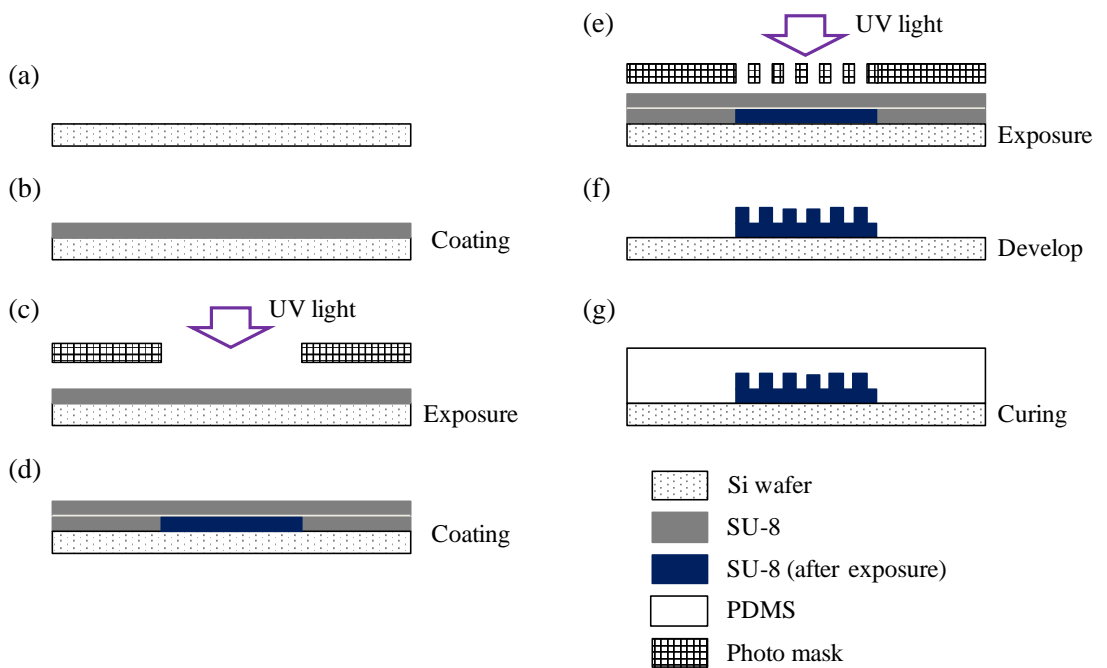 (a)
(b)
Coating
(c)
UV light
Exposure
(d)
Coating
(e)
UV light
Exposure
(f)
Develop
(g)
Curing
Si wafer
SU-8
SU-8 (after exposure)
PDMS
Photo mask